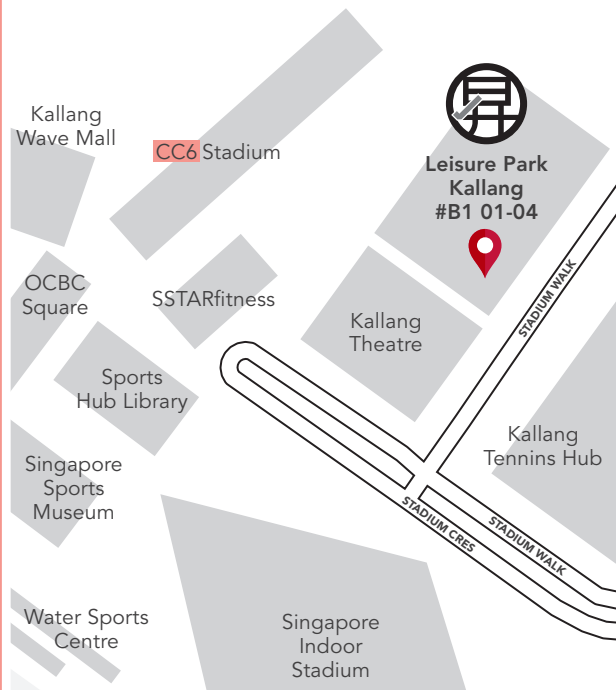 Kallang
Wave Mall
CC6 Stadium
昇
Leisure Park
Kallang
#B1 01-04
OCBC
Square
SSTARfitness
STADIUM WALK
Kallang
Theatre
Sports
Hub Library
Kallang
Tennins Hub
Singapore
Sports
Museum
STADIUM CRES
STADIUM WALK
Water Sports
Centre
Singapore
Indoor
Stadium